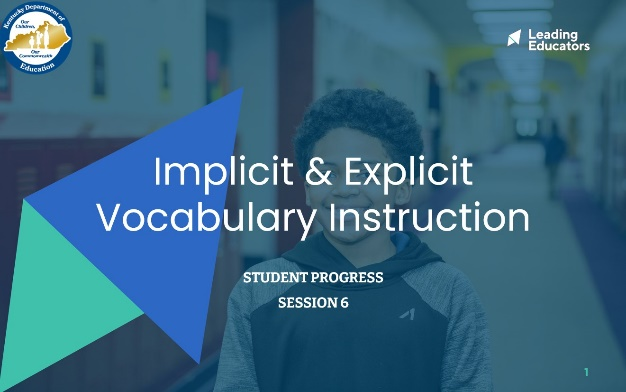 Kentucky Department of
Our
Children,
Our
Commonwealth
Education
Leading
Educators
Implicit & Explicit
Vocabulary Instruction
STUDENT PROGRESS
SESSION 6
1